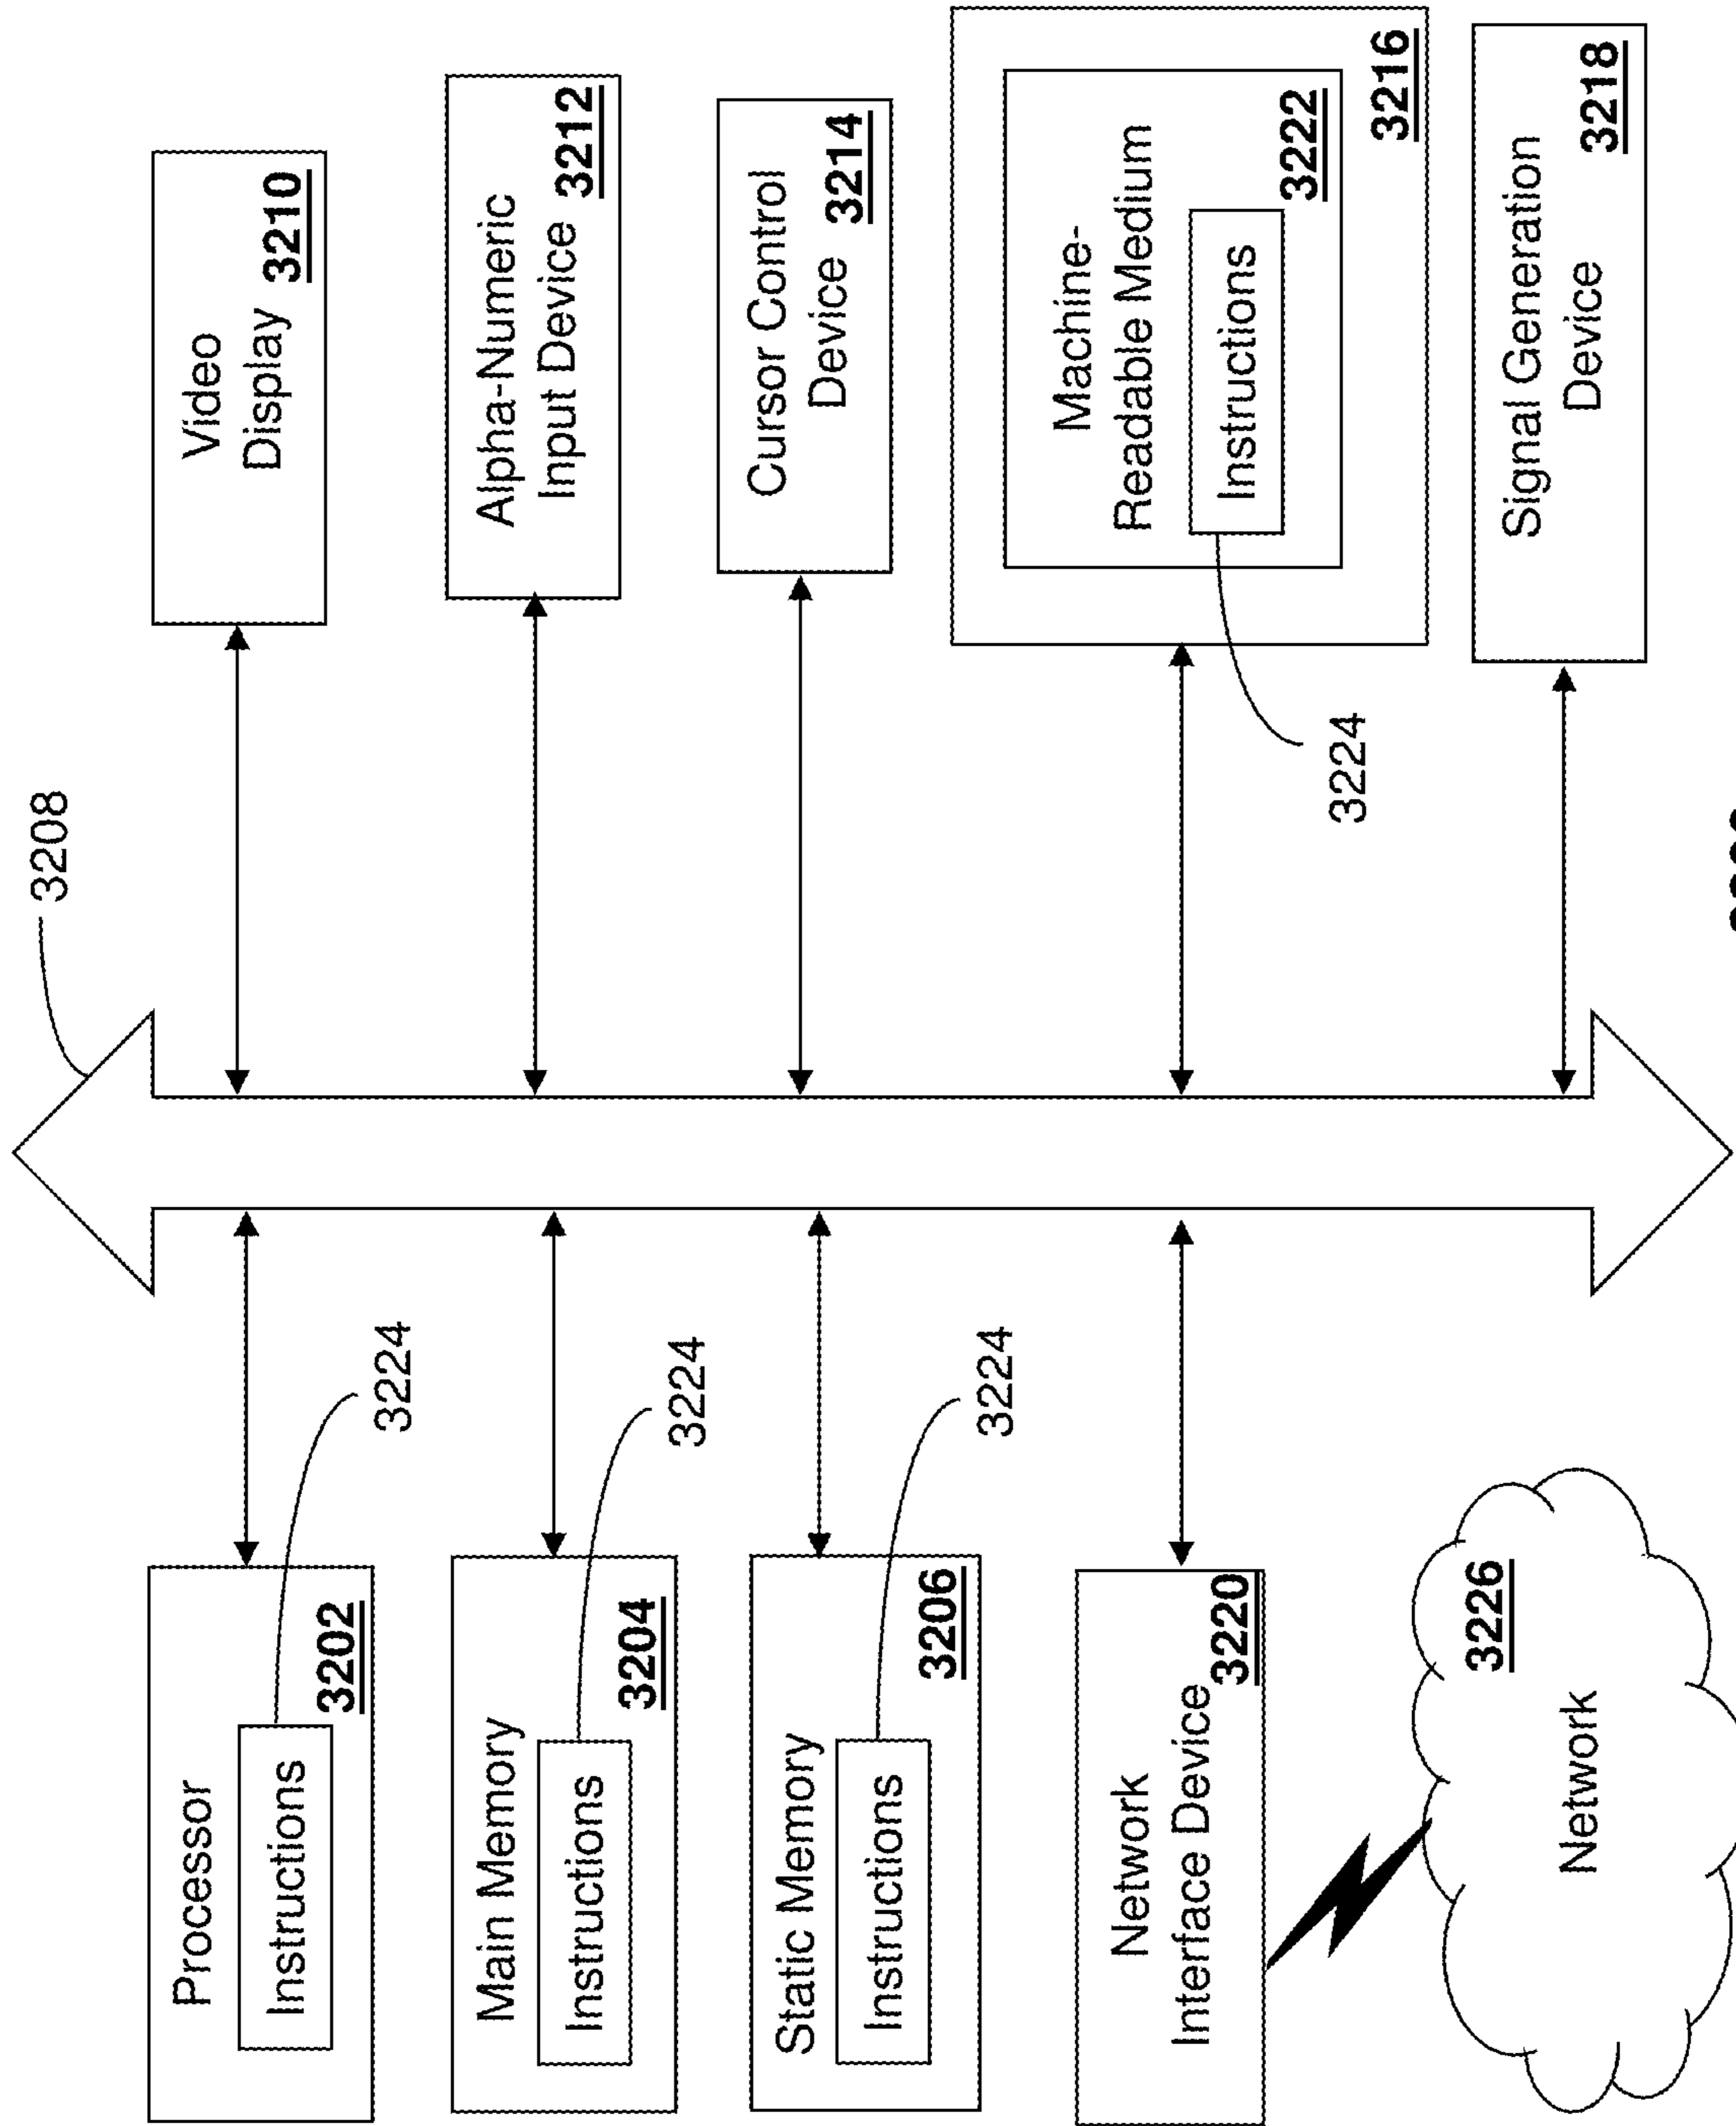 3208
Processor
Instructions
3202
3224
Main Memory
Instructions
3204
3224
Static Memory
Instructions
3206
3224
Network
Interface Device
3220
Network
3226
Video
Display
3210
Alpha-Numeric
Input Device
3212
Cursor Control
Device
3214
Machine-
Readable Medium
Instructions
3222
3216
3224
Signal Generation
Device
3218